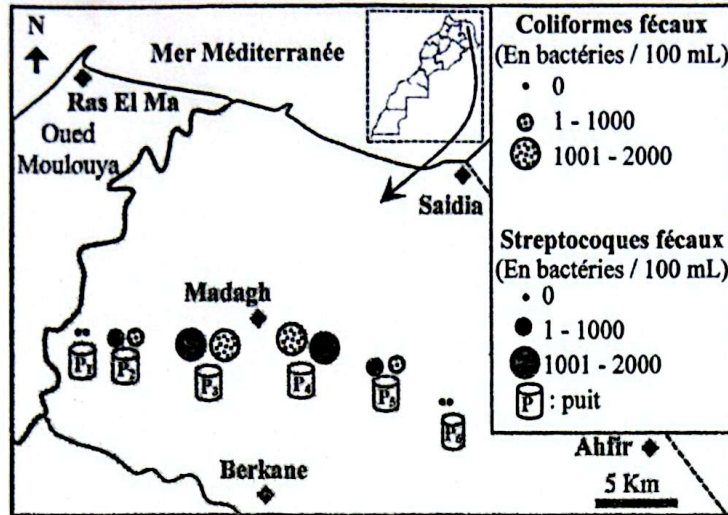 N
Mer Méditerranée
Ras El Ma
Oued
Moulouya
Saidia
Madagh
P1
P2
P3
P4
P5
P6
Berkane
Ahfir
5 Km
Coliformes fécaux
(En bactéries / 100 mL)
0
1 - 1000
1001 - 2000
Streptocoques fécaux
(En bactéries / 100 mL)
0
1 - 1000
1001 - 2000
P : puit